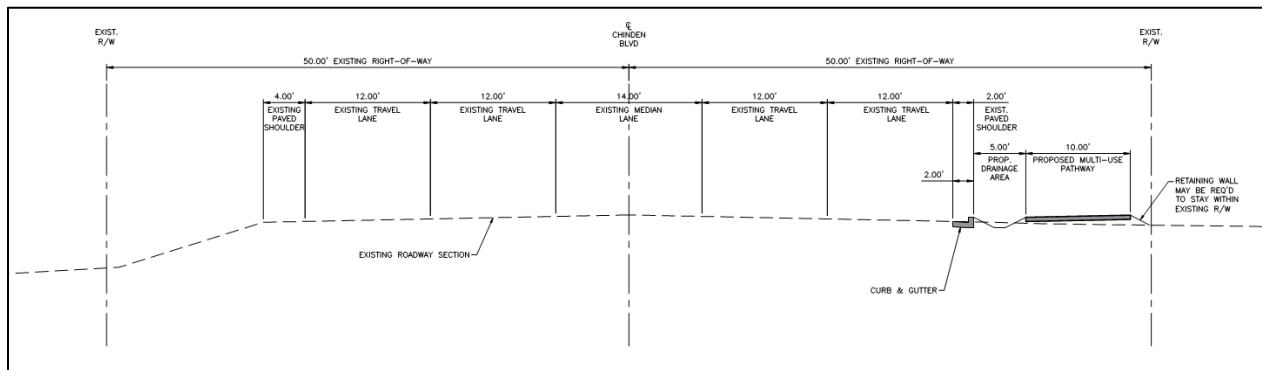 EXIST.
R/W
℄
CHINDEN
BLVD
EXIST.
R/W
50.00' EXISTING RIGHT-OF-WAY
50.00' EXISTING RIGHT-OF-WAY
4.00'
EXISTING
PAVED
SHOULDER
12.00'
EXISTING TRAVEL
LANE
12.00'
EXISTING TRAVEL
LANE
14.00'
EXISTING MEDIAN
LANE
12.00'
EXISTING TRAVEL
LANE
12.00'
EXISTING TRAVEL
LANE
2.00'
EXIST.
PAVED
SHOULDER
2.00'
5.00'
PROP.
DRAINAGE
AREA
10.00'
PROPOSED MULTI-USE
PATHWAY
RETAINING WALL
MAY BE REQ'D
TO STAY WITHIN
EXISTING R/W
EXISTING ROADWAY SECTION
CURB & GUTTER